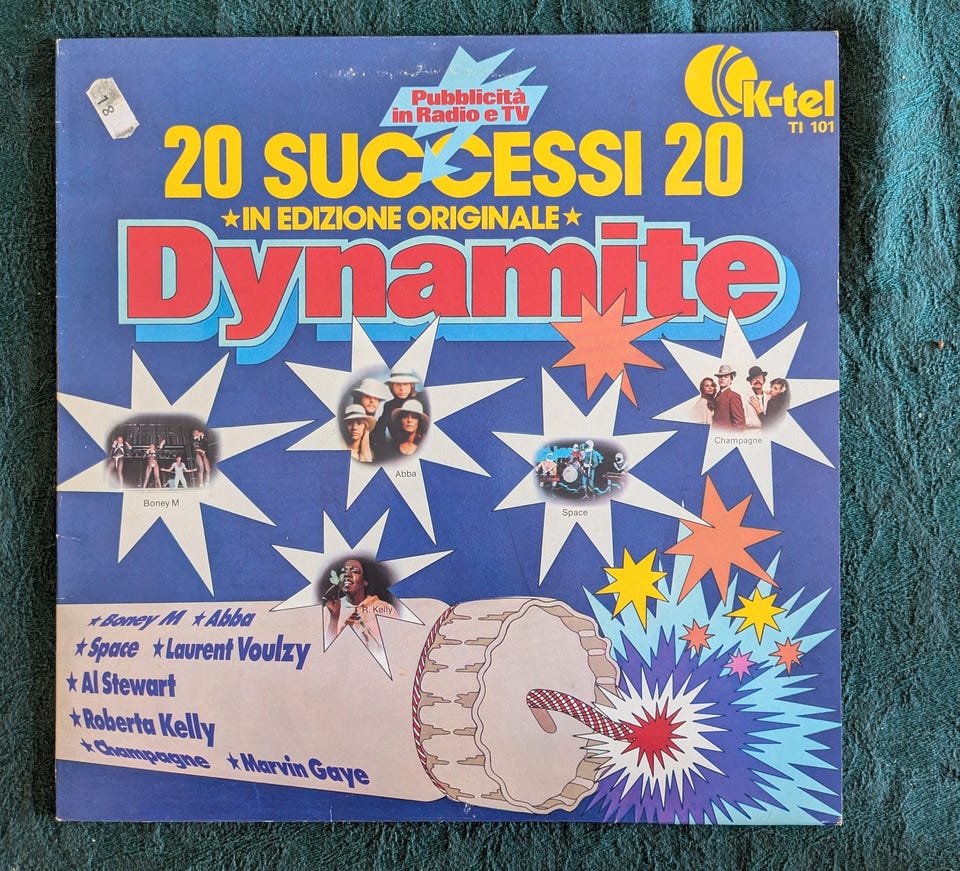 18
Pubblicità
in Radio e TV
K-tel
TI 101
20 SUCCESSI 20
★IN EDIZIONE ORIGINALE★
Dynamite
Boney M
Abba
Space
Champagne
R. Kelly
★Boney M ★Abba
★Space ★Laurent Voulzy
★Al Stewart
★Roberta Kelly
★Champagne ★Marvin Gaye